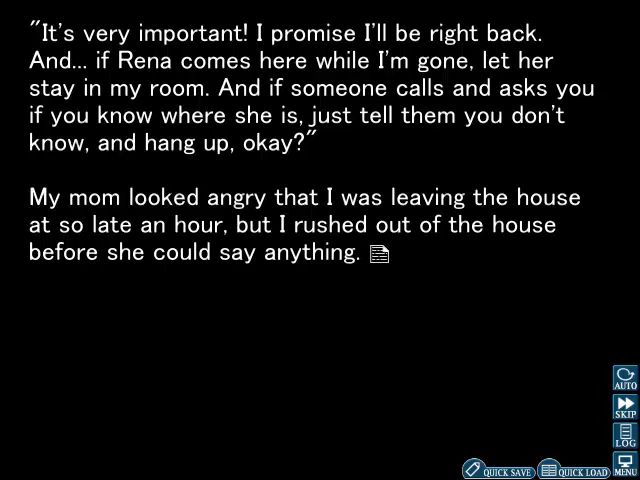 "It's very important! I promise I'll be right back.
And... if Rena comes here while I'm gone, let her
stay in my room. And if someone calls and asks you
if you know where she is, just tell them you don't
know, and hang up, okay?"
My mom looked angry that I was leaving the house
at so late an hour, but I rushed out of the house
before she could say anything.
AUTO
SKIP
LOG
MENU
QUICK SAVE
QUICK LOAD